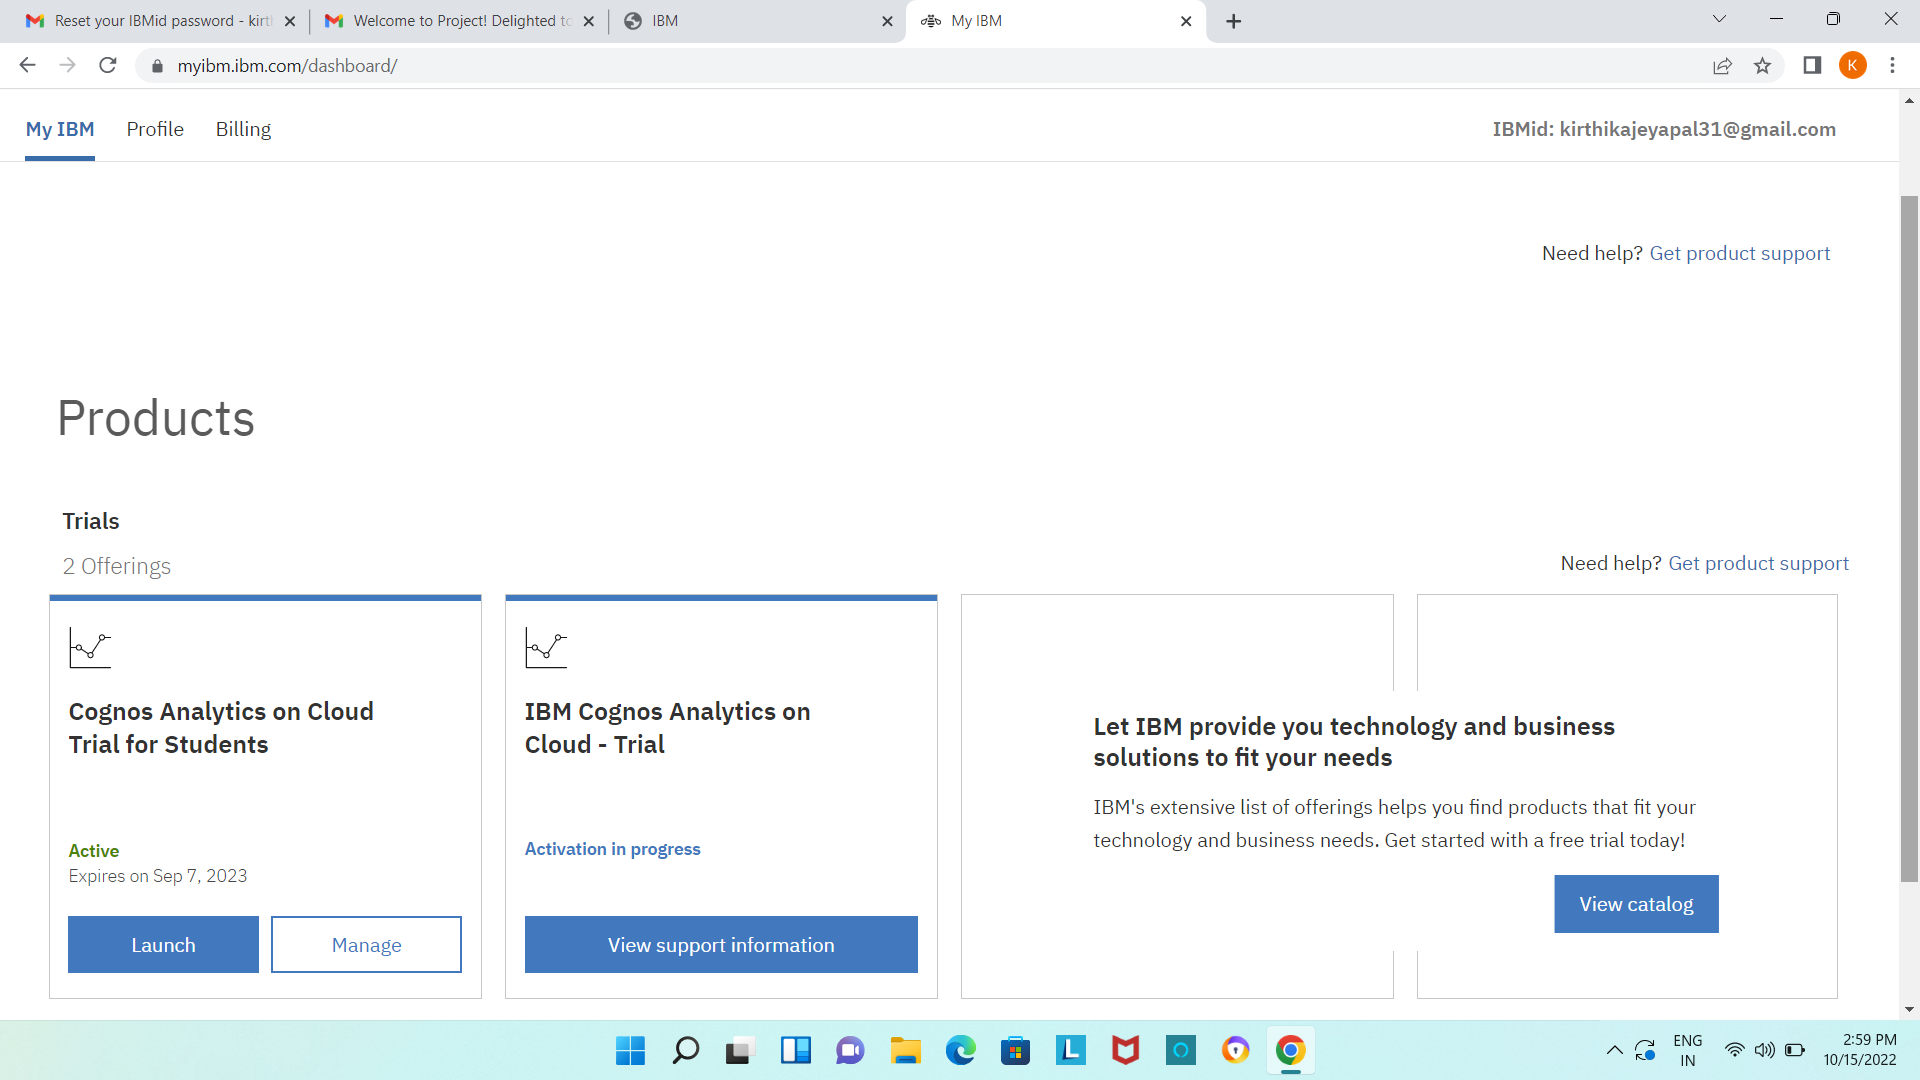 Reset your IBMid password - kirt
Welcome to Project! Delighted to
IBM
My IBM
myibm.ibm.com/dashboard/
K
My IBM
Profile
Billing
IBMid: kirthikajeyapal31@gmail.com
Need help? Get product support
Products
Trials
2 Offerings
Need help? Get product support
Cognos Analytics on Cloud
Trial for Students
Active
Expires on Sep 7, 2023
Launch
Manage
IBM Cognos Analytics on
Cloud - Trial
Activation in progress
View support information
Let IBM provide you technology and business
solutions to fit your needs
IBM's extensive list of offerings helps you find products that fit your
technology and business needs. Get started with a free trial today!
View catalog
L
ENG
IN
2:59 PM
10/15/2022